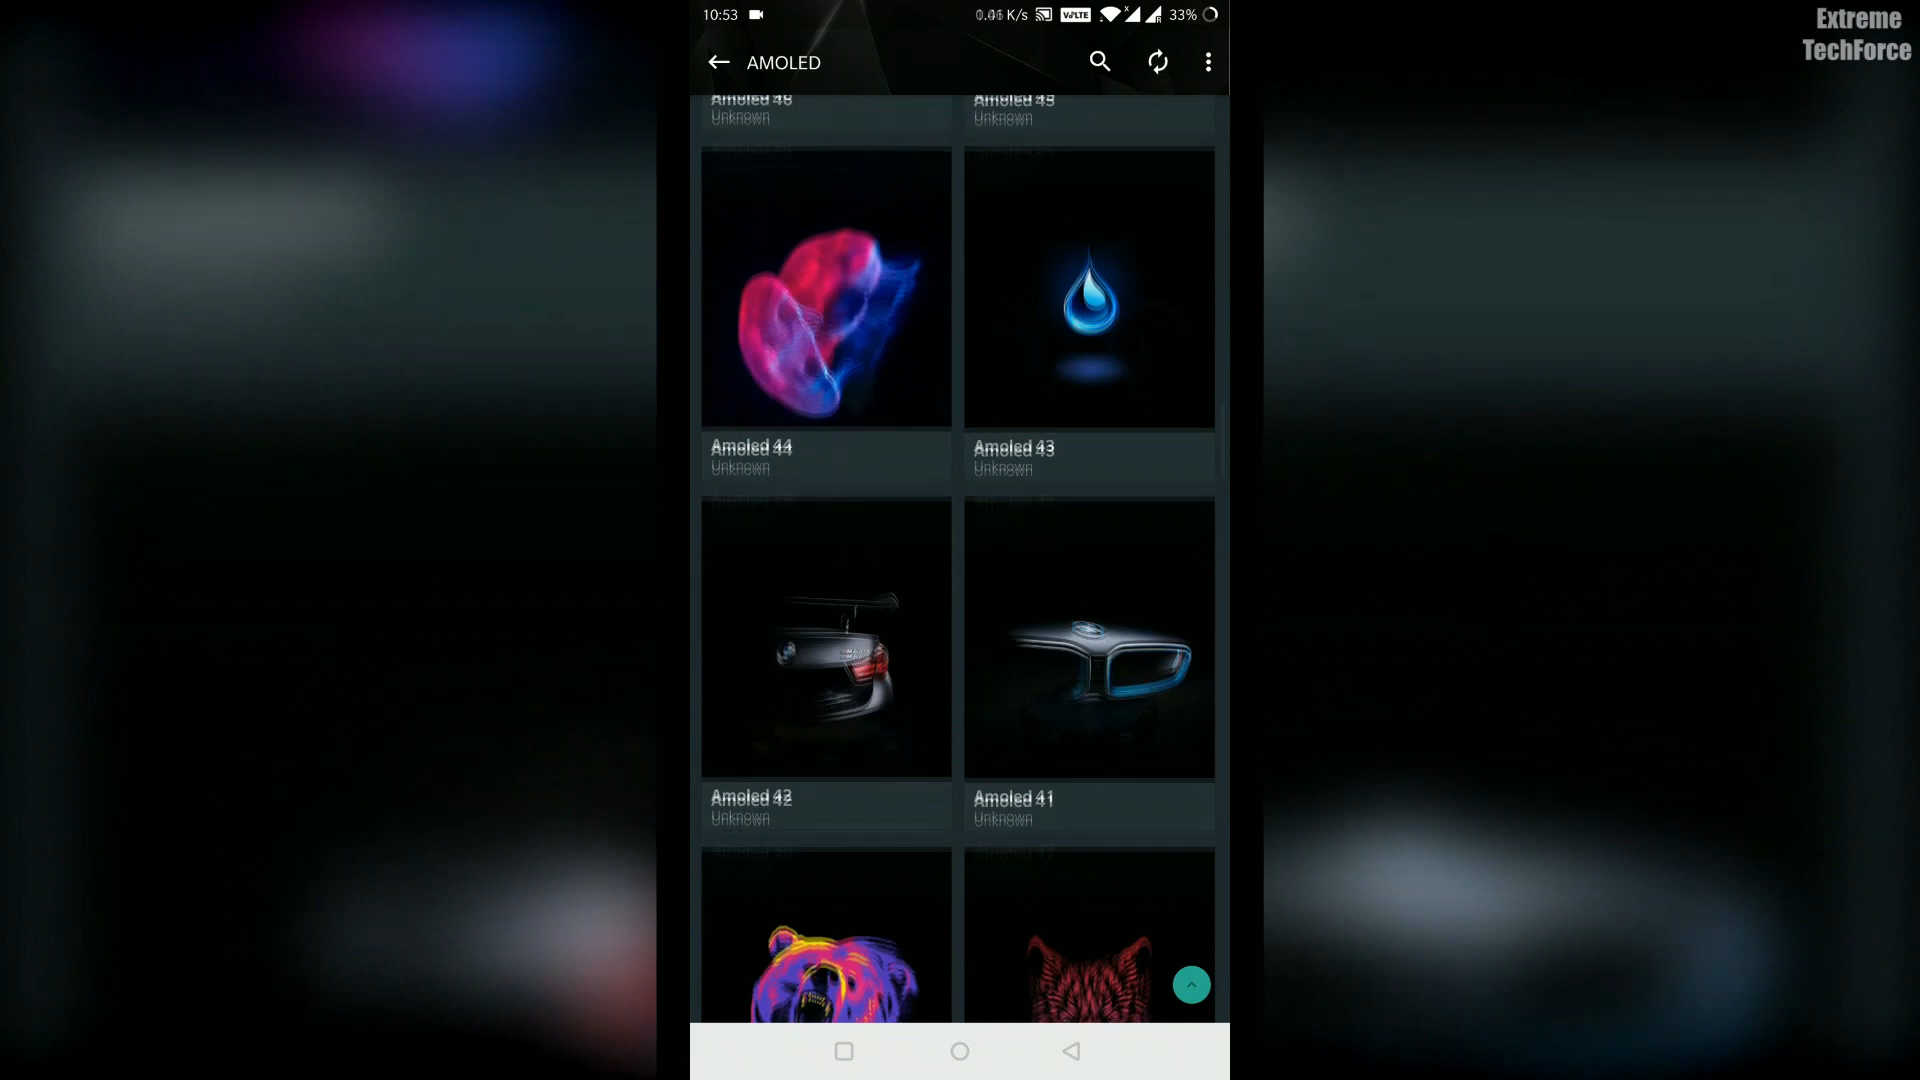 10:53
0.06 K/s VoLTE x R 33%
Extreme
TechForce
AMOLED
Amoled 46
Unknown
Amoled 45
Unknown
Amoled 44
Unknown
Amoled 43
Unknown
Amoled 42
Unknown
Amoled 41
Unknown